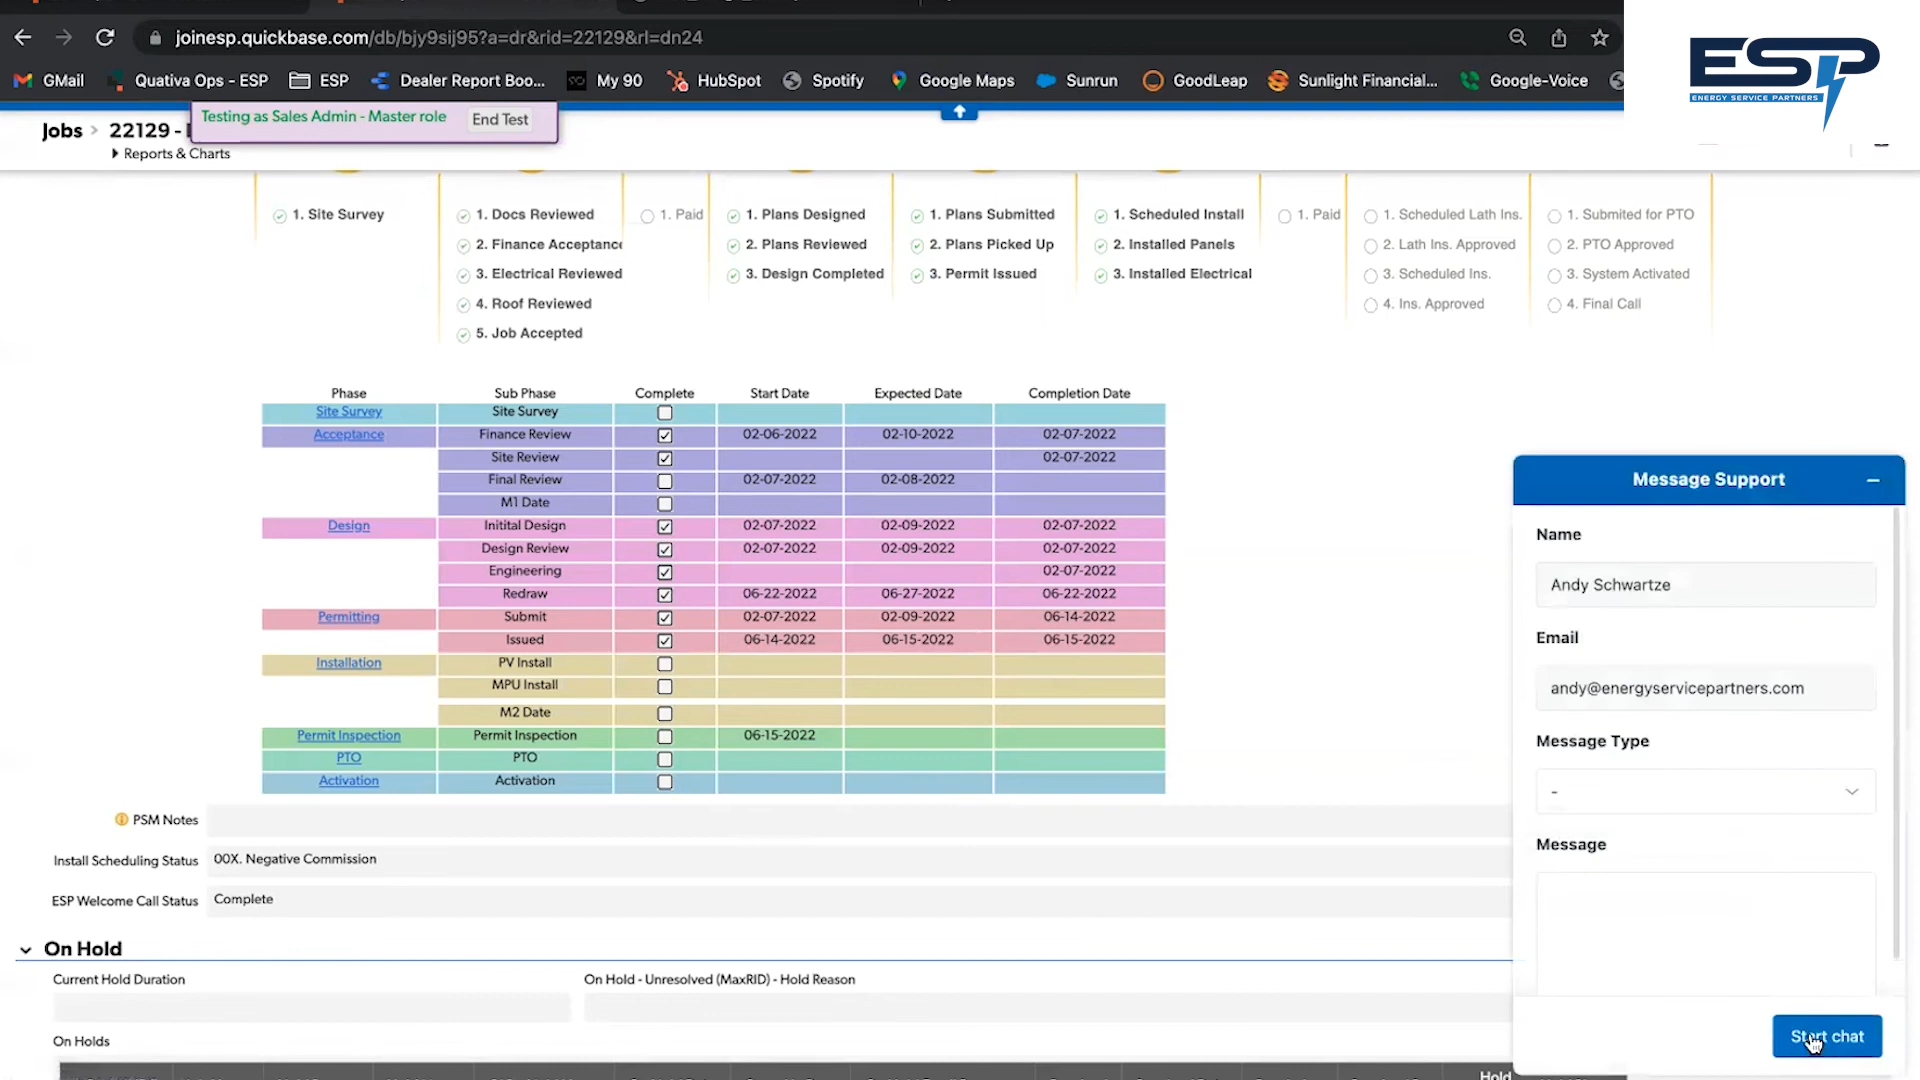 joinesp.quickbase.com/db/bjy9sij95?a=dr&rid=22129&rl=dn24
GMail Quativa Ops - ESP ESP Dealer Report Boo... My 90 HubSpot Spotify Google Maps Sunrun GoodLeap Sunlight Financial... Google-Voice
ESP
ENERGY SERVICE PARTNERS
Testing as Sales Admin - Master role End Test
Jobs > 22129 -
Reports & Charts
1. Site Survey 1. Docs Reviewed 1. Paid 1. Plans Designed 1. Plans Submitted 1. Scheduled Install 1. Paid 1. Scheduled Lath Ins. 1. Submited for PTO
2. Finance Acceptance 2. Plans Reviewed 2. Plans Picked Up 2. Installed Panels 2. Lath Ins. Approved 2. PTO Approved
3. Electrical Reviewed 3. Design Completed 3. Permit Issued 3. Installed Electrical 3. Scheduled Ins. 3. System Activated
4. Roof Reviewed 4. Ins. Approved 4. Final Call
5. Job Accepted
Phase Sub Phase Complete Start Date Expected Date Completion Date
Site Survey Site Survey
Acceptance Finance Review 02-06-2022 02-10-2022 02-07-2022
Site Review 02-07-2022
Final Review 02-07-2022 02-08-2022
M1 Date
Design Initital Design 02-07-2022 02-09-2022 02-07-2022
Design Review 02-07-2022 02-09-2022 02-07-2022
Engineering 02-07-2022
Redraw 06-22-2022 06-27-2022 06-22-2022
Permitting Submit 02-07-2022 02-09-2022 06-14-2022
Issued 06-14-2022 06-15-2022 06-15-2022
Installation PV Install
MPU Install
M2 Date
Permit Inspection Permit Inspection 06-15-2022
PTO PTO
Activation Activation
PSM Notes
Install Scheduling Status 00X. Negative Commission
ESP Welcome Call Status Complete
On Hold
Current Hold Duration On Hold - Unresolved (MaxRID) - Hold Reason
On Holds
Hold
Message Support
Name
Andy Schwartze
Email
andy@energyservicepartners.com
Message Type
-
Message
Start chat